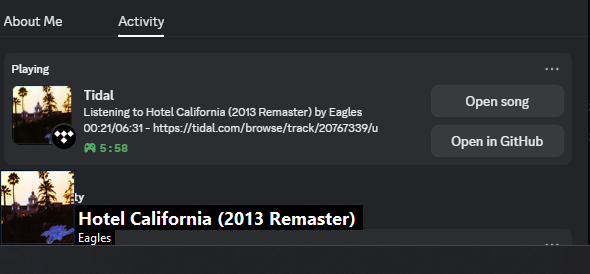 About Me
Activity
Playing
Tidal
Listening to Hotel California (2013 Remaster) by Eagles
00:21/06:31 - https://tidal.com/browse/track/20767339/u
5:58
Open song
Open in GitHub
ty
Hotel California (2013 Remaster)
Eagles